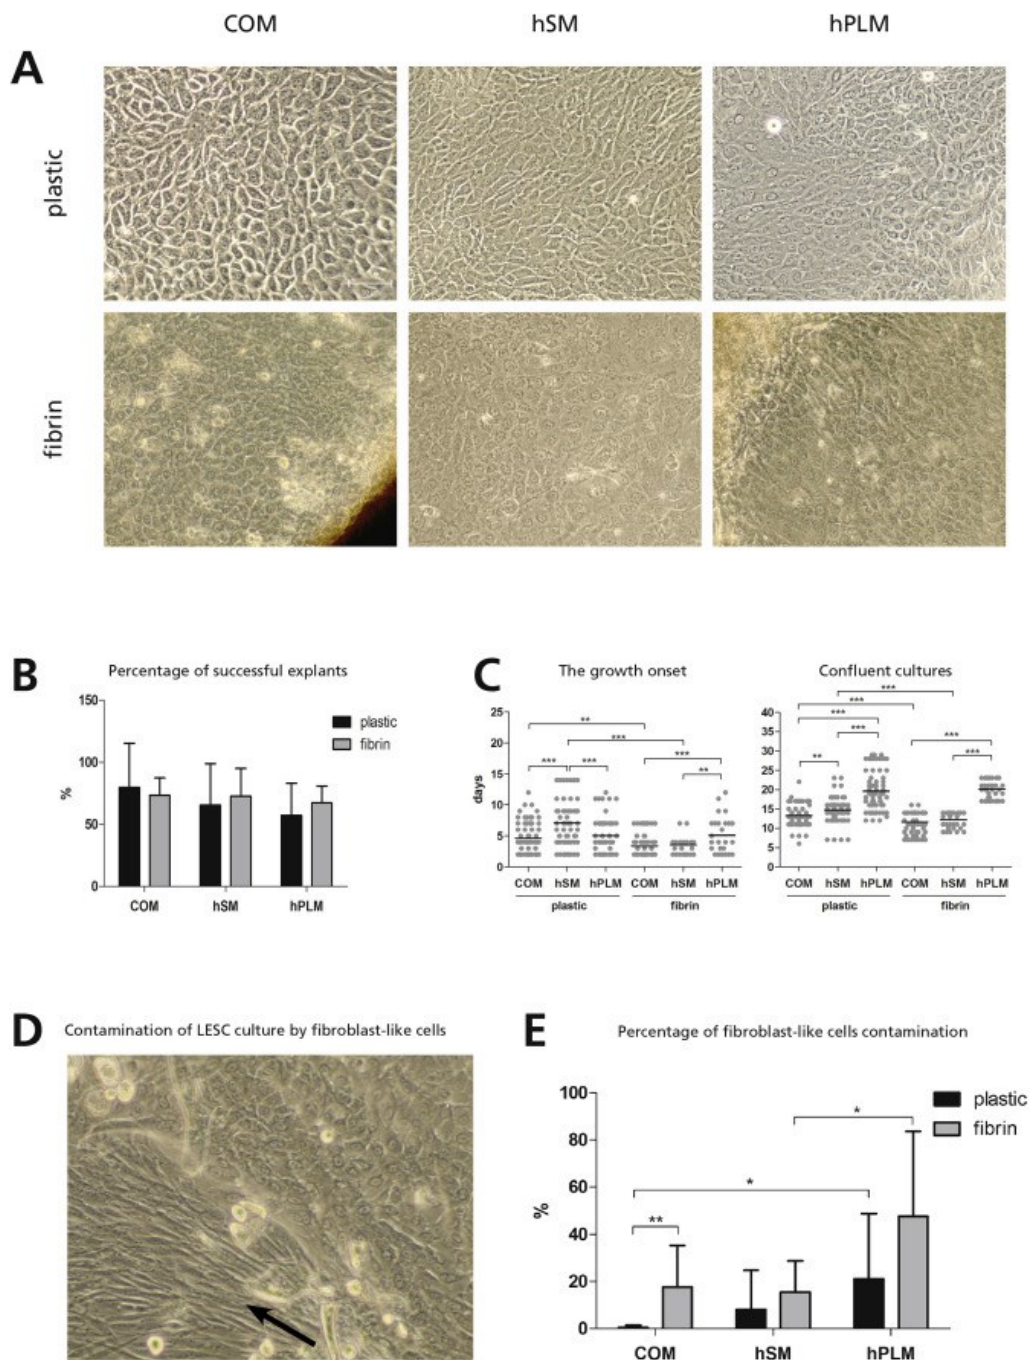 COM hSM hPLM
A
plastic
fibrin
B Percentage of successful explants
150
100
50
0
%
plastic
fibrin
COM hSM hPLM
C The growth onset
25
20
15
10
5
0
days
**
***
***
***
***
**
COM hSM hPLM COM hSM hPLM
plastic fibrin
Confluent cultures
40
35
30
25
20
15
10
5
0
***
***
***
***
**
***
***
COM hSM hPLM COM hSM hPLM
plastic fibrin
D Contamination of LESC culture by fibroblast-like cells
E Percentage of fibroblast-like cells contamination
100
80
60
40
20
0
%
plastic
fibrin
*
*
**
COM hSM hPLM